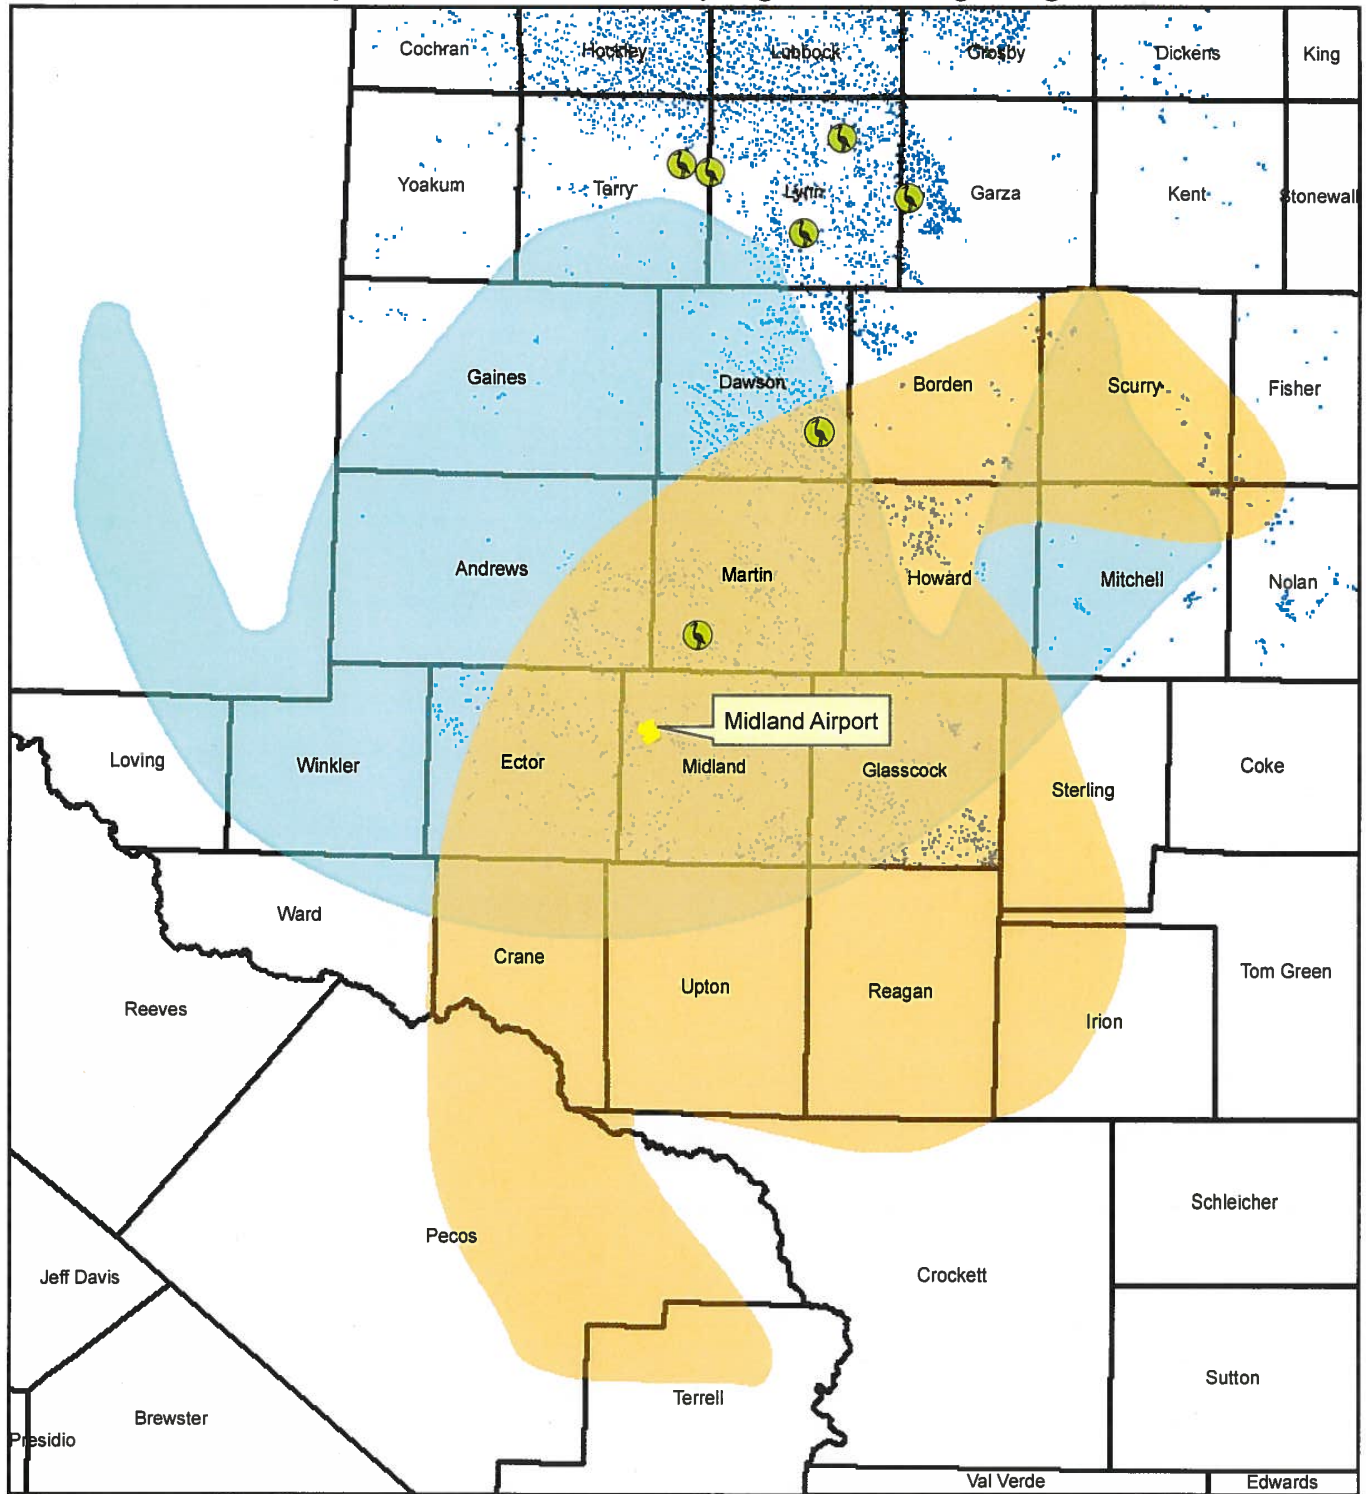 Cochran
Hockley
Lubbock
Crosby
Dickens
King
Yoakum
Terry
Lynn
Garza
Kent
Stonewall
Gaines
Dawson
Borden
Scurry
Fisher
Andrews
Martin
Howard
Mitchell
Nolan
Midland Airport
Loving
Winkler
Ector
Midland
Glasscock
Sterling
Coke
Ward
Crane
Upton
Reagan
Irion
Tom Green
Reeves
Pecos
Crockett
Schleicher
Jeff Davis
Terrell
Sutton
Brewster
Presidio
Val Verde
Edwards